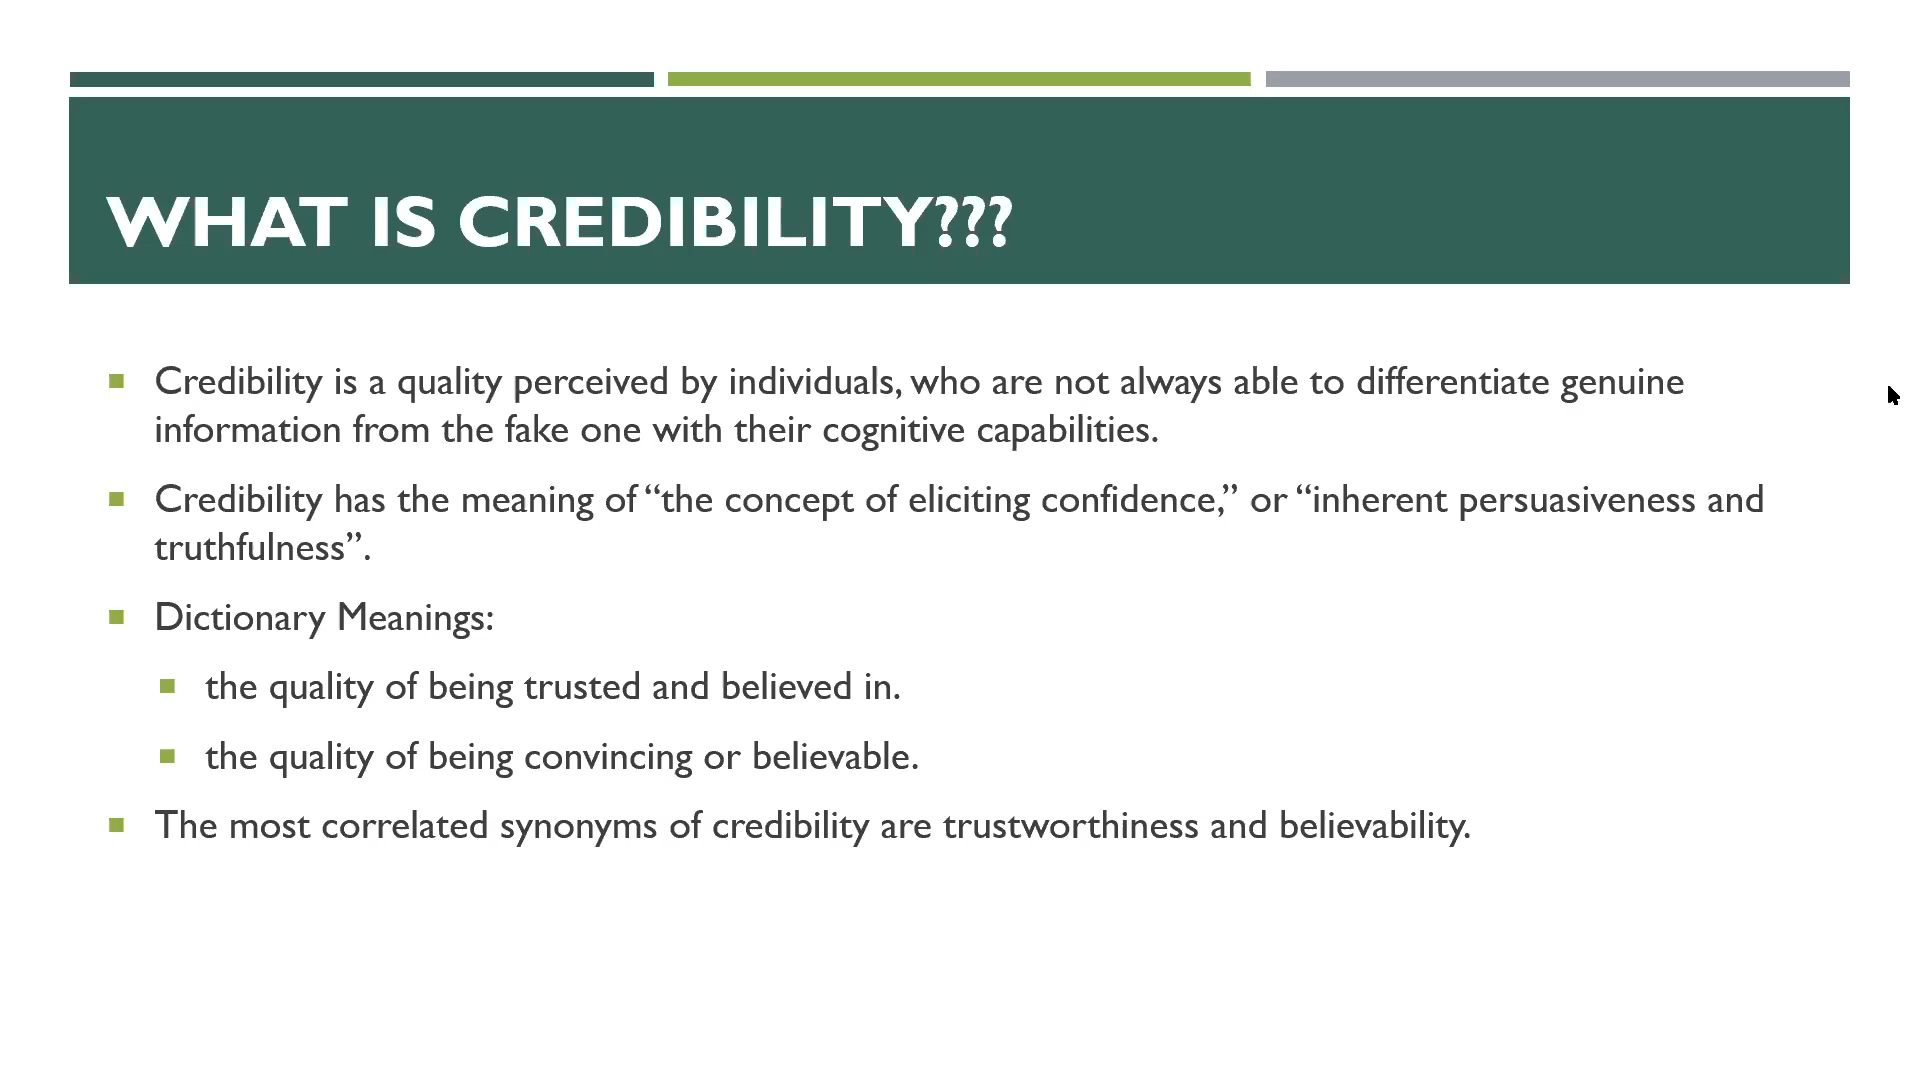 WHAT IS CREDIBILITY???
Credibility is a quality perceived by individuals, who are not always able to differentiate genuine
information from the fake one with their cognitive capabilities.
Credibility has the meaning of “the concept of eliciting confidence,” or “inherent persuasiveness and
truthfulness”.
Dictionary Meanings:
the quality of being trusted and believed in.
the quality of being convincing or believable.
The most correlated synonyms of credibility are trustworthiness and believability.